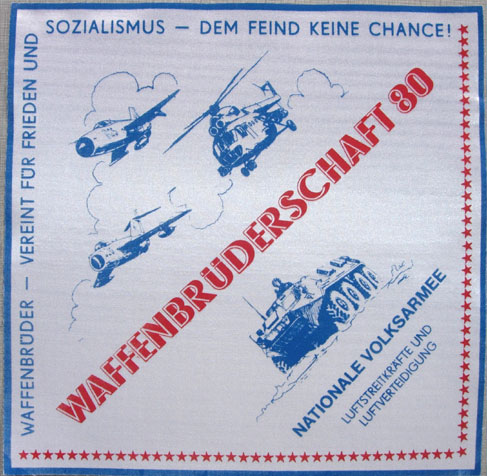 WAFFENBRÜDER — VEREINT FÜR FRIEDEN UND
SOZIALISMUS — DEM FEIND KEINE CHANCE!
WAFFENBRÜDERSCHAFT 80
NATIONALE VOLKSARMEE
LUFTSTREITKRÄFTE UND
LUFTVERTEIDIGUNG